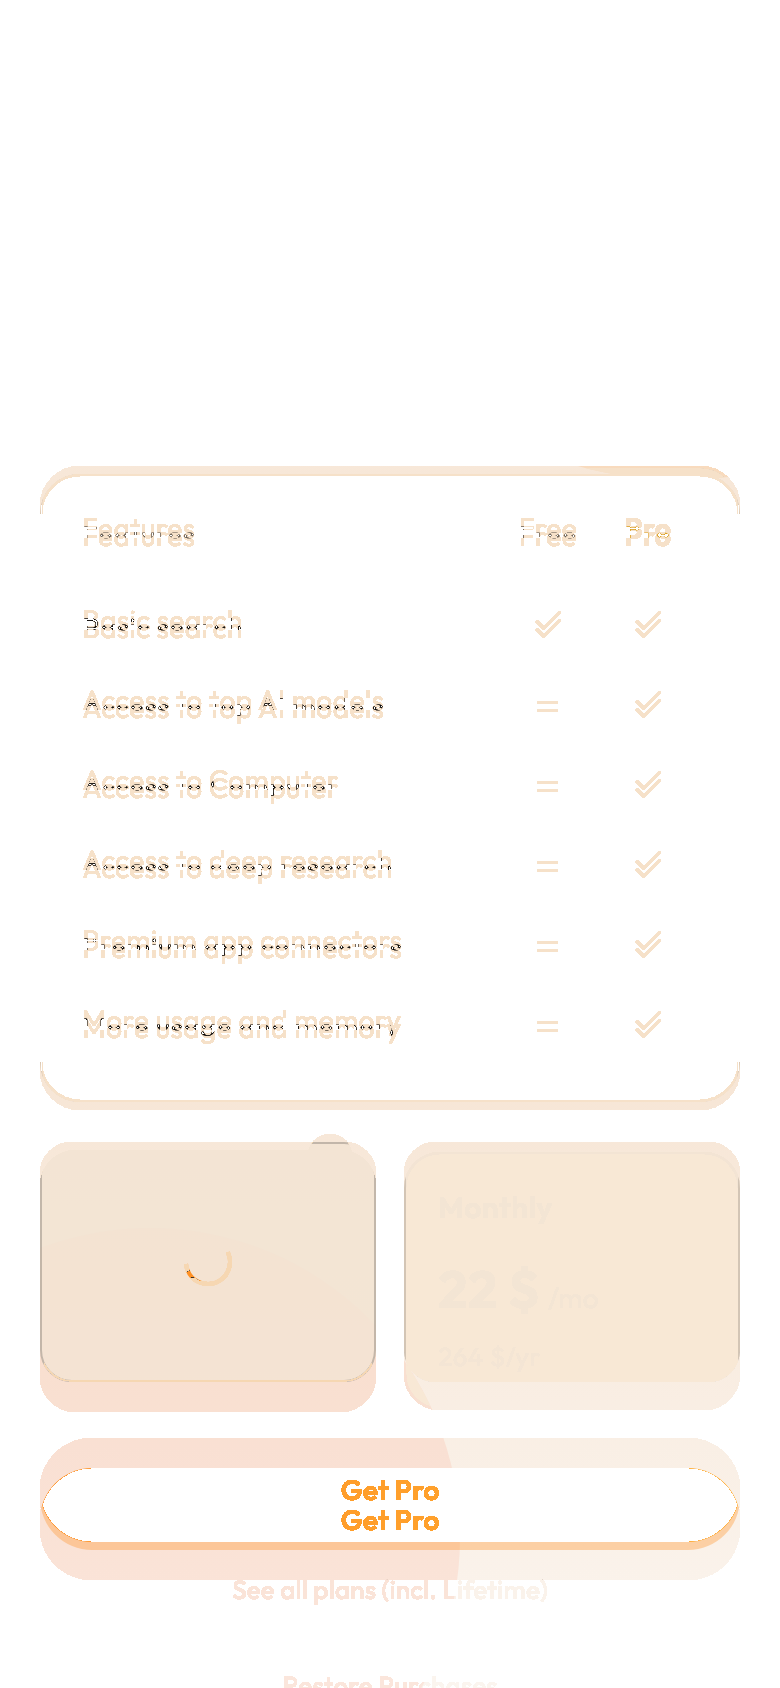 Features Free Pro
Basic search
Access to top AI models
Access to Computer
Access to deep research
Premium app connectors
More usage and memory
Monthly
22 $ /mo
264 $/yr
Get Pro
Get Pro
See all plans (incl. Lifetime)
Restore Purchases